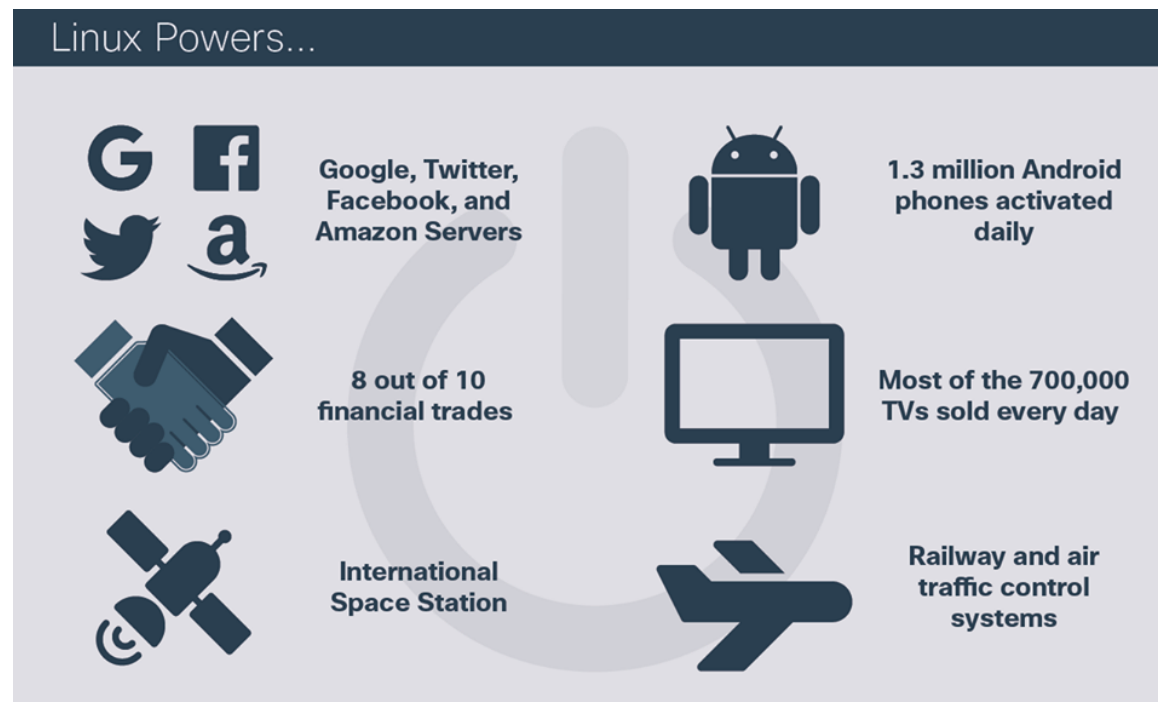 Linux Powers...
Google, Twitter,
Facebook, and
Amazon Servers
1.3 million Android
phones activated
daily
8 out of 10
financial trades
Most of the 700,000
TVs sold every day
International
Space Station
Railway and air
traffic control
systems